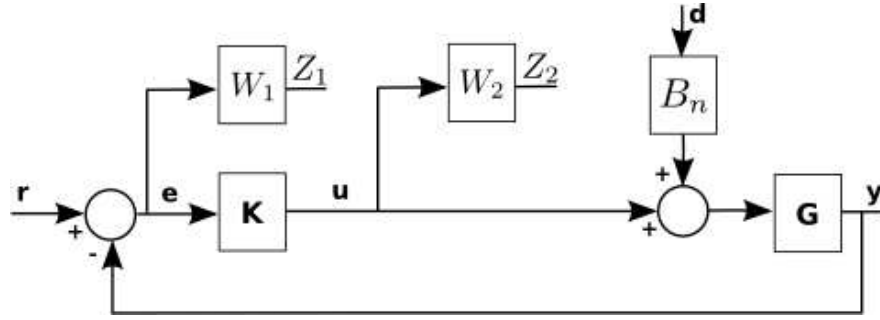 d
W₁ Z₁
W₂ Z₂
Bₙ
r
+
-
e
K
u
+
+
G
y